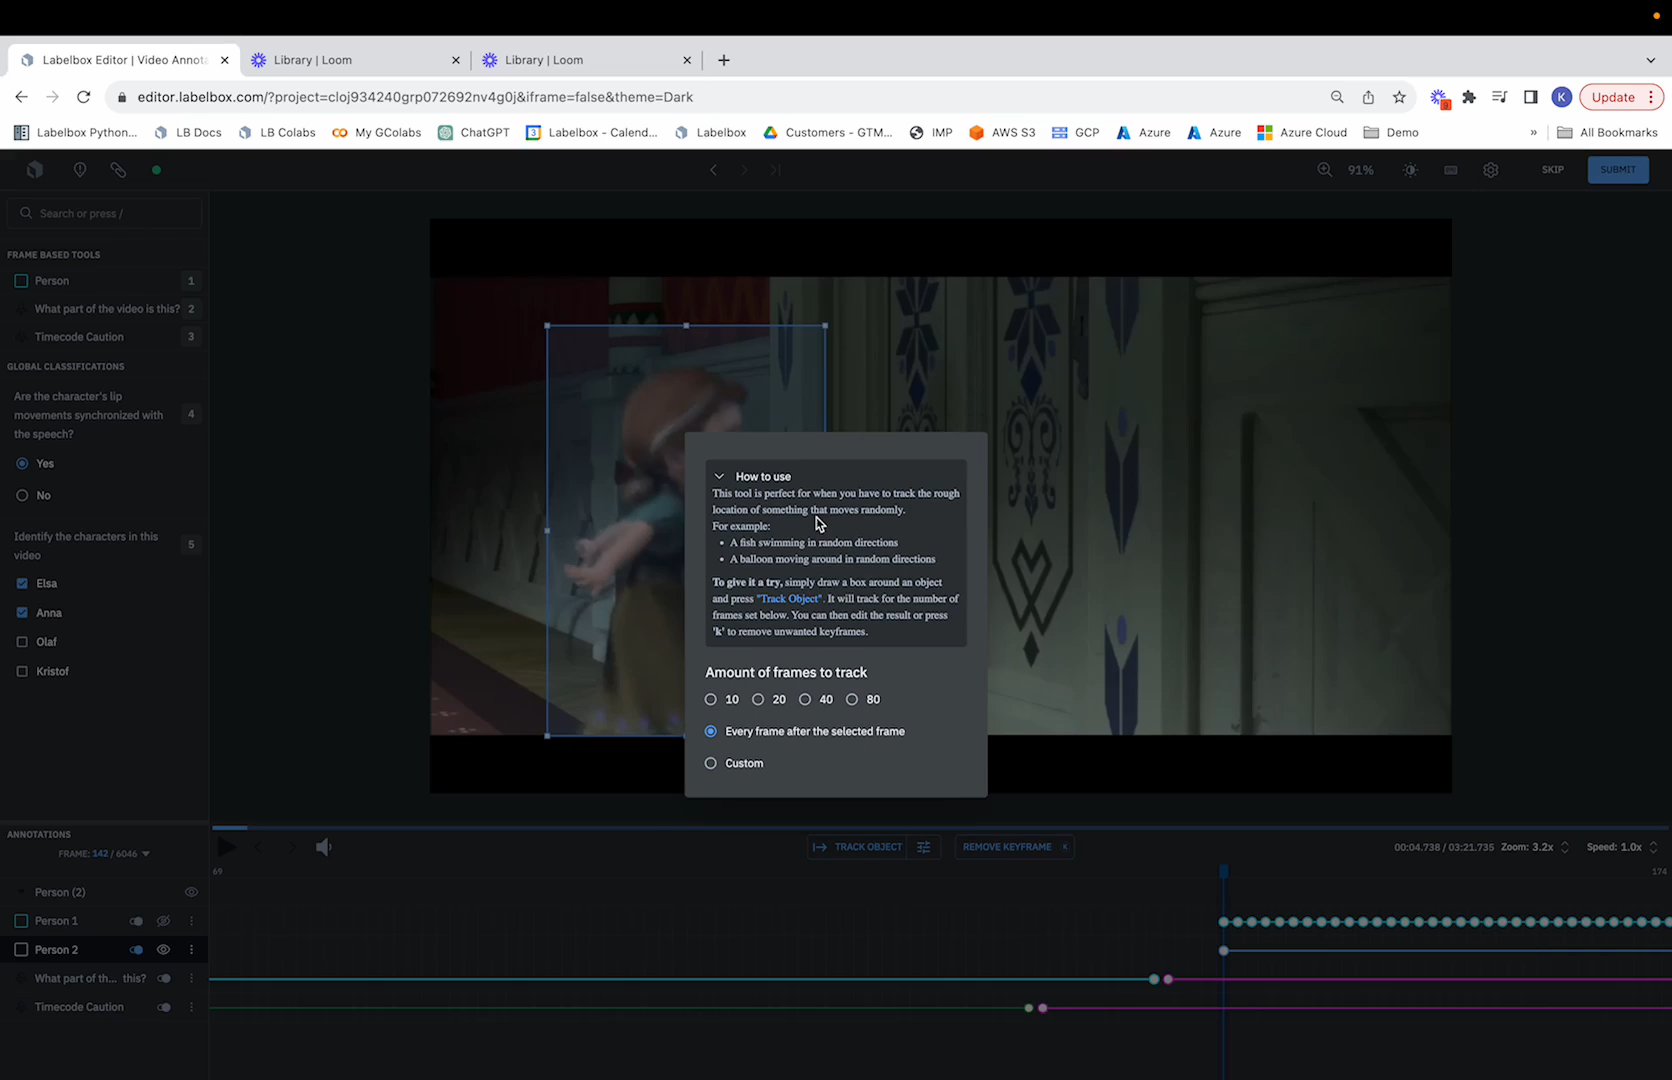 Labelbox Editor | Video Annota
Library | Loom
Library | Loom
editor.labelbox.com/?project=cloj934240grp072692nv4g0j&iframe=false&theme=Dark
9
K
Update
Labelbox Python...
LB Docs
LB Colabs
My GColabs
ChatGPT
3
Labelbox - Calend...
Labelbox
Customers - GTM...
IMP
AWS S3
GCP
Azure
Azure
Azure Cloud
Demo
»
All Bookmarks
91%
SKIP
SUBMIT
Search or press /
FRAME BASED TOOLS
Person 1
What part of the video is this? 2
Timecode Caution 3
GLOBAL CLASSIFICATIONS
Are the character's lip
movements synchronized with
the speech?
4
Yes
No
Identify the characters in this
video
5
Elsa
Anna
Olaf
Kristof
How to use
This tool is perfect for when you have to track the rough
location of something that moves randomly.
For example:
• A fish swimming in random directions
• A balloon moving around in random directions
To give it a try, simply draw a box around an object
and press "Track Object". It will track for the number of
frames set below. You can then edit the result or press
'k' to remove unwanted keyframes.
Amount of frames to track
10 20 40 80
Every frame after the selected frame
Custom
ANNOTATIONS
FRAME: 142 / 6046
TRACK OBJECT
REMOVE KEYFRAME K
00:04.738 / 03:21.735 Zoom: 3.2x Speed: 1.0x
69
174
Person (2)
Person 1
Person 2
What part of th... this?
Timecode Caution